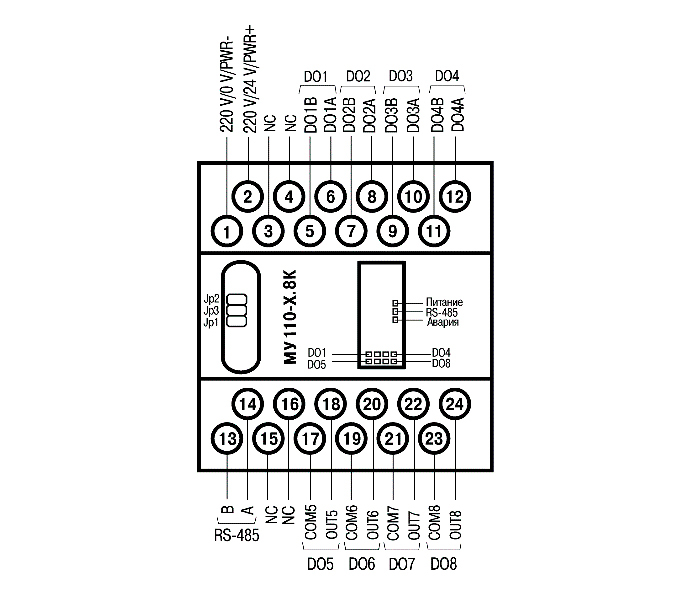 DO1 DO2 DO3 DO4
220 V/0 V/PWR-
220 V/24 V/PWR+
NC
NC
DO1B
DO1A
DO2B
DO2A
DO3B
DO3A
DO4B
DO4A
2 4 6 8 10 12
1 3 5 7 9 11
Jp2
Jp3
Jp1
МУ110-Х.8К
Питание
RS-485
Авария
DO1 DO4
DO5 DO8
14 16 18 20 22 24
13 15 17 19 21 23
B
A
NC
NC
COM5
OUT5
COM6
OUT6
COM7
OUT7
COM8
OUT8
RS-485
DO5 DO6 DO7 DO8